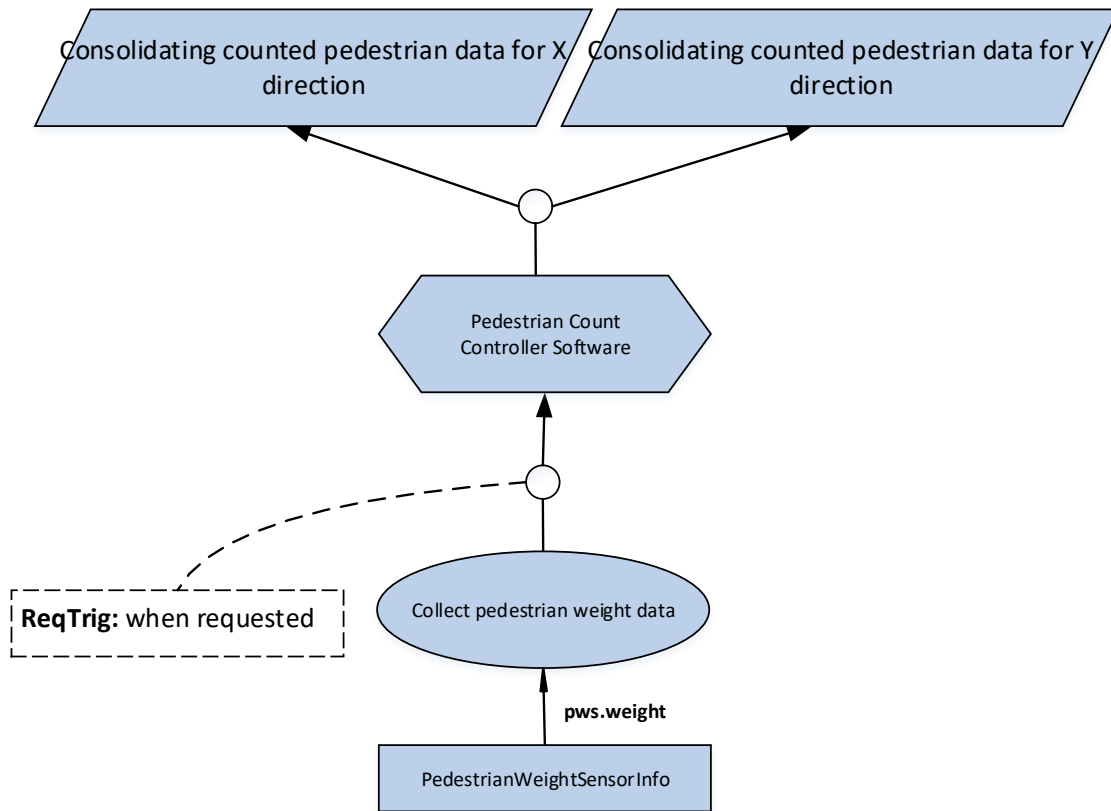 Consolidating counted pedestrian data for X
direction
Consolidating counted pedestrian data for Y
direction
Pedestrian Count
Controller Software
ReqTrig: when requested
Collect pedestrian weight data
pws.weight
PedestrianWeightSensorInfo